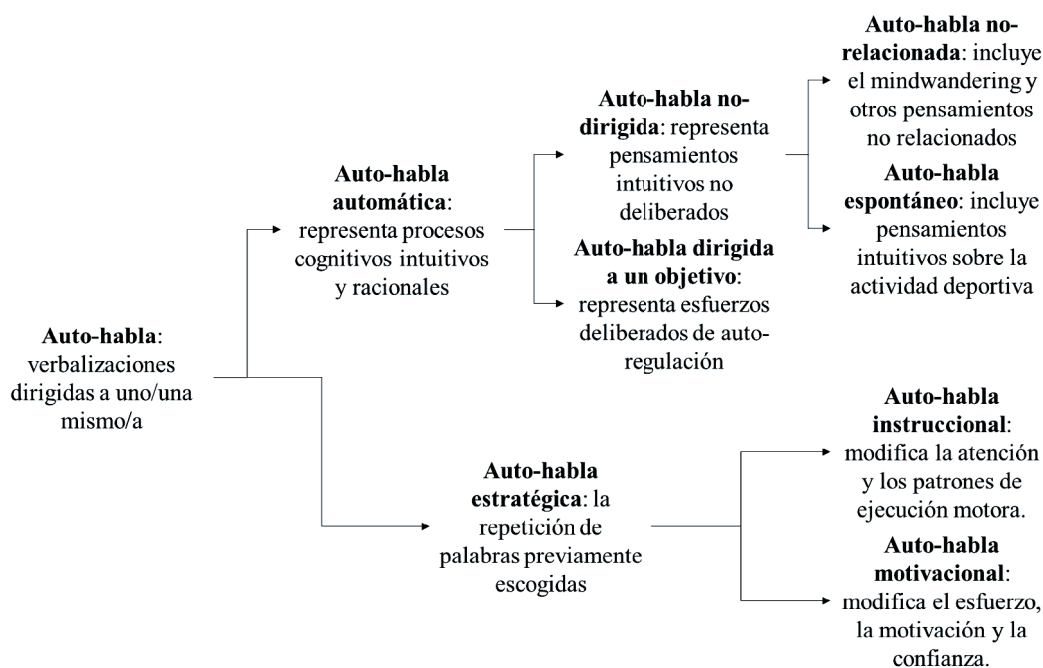 Auto-habla:
verbalizaciones
dirigidas a uno/una
mismo/a
Auto-habla
automática:
representa procesos
cognitivos intuitivos
y racionales
Auto-habla no-
dirigida: representa
pensamientos
intuitivos no
deliberados
Auto-habla dirigida
a un objetivo:
representa esfuerzos
deliberados de auto-
regulación
Auto-habla no-
relacionada: incluye
el mindwandering y
otros pensamientos
no relacionados
Auto-habla
espontáneo: incluye
pensamientos
intuitivos sobre la
actividad deportiva
Auto-habla
estratégica: la
repetición de
palabras previamente
escogidas
Auto-habla
instruccional:
modifica la atención
y los patrones de
ejecución motora.
Auto-habla
motivacional:
modifica el esfuerzo,
la motivación y la
confianza.